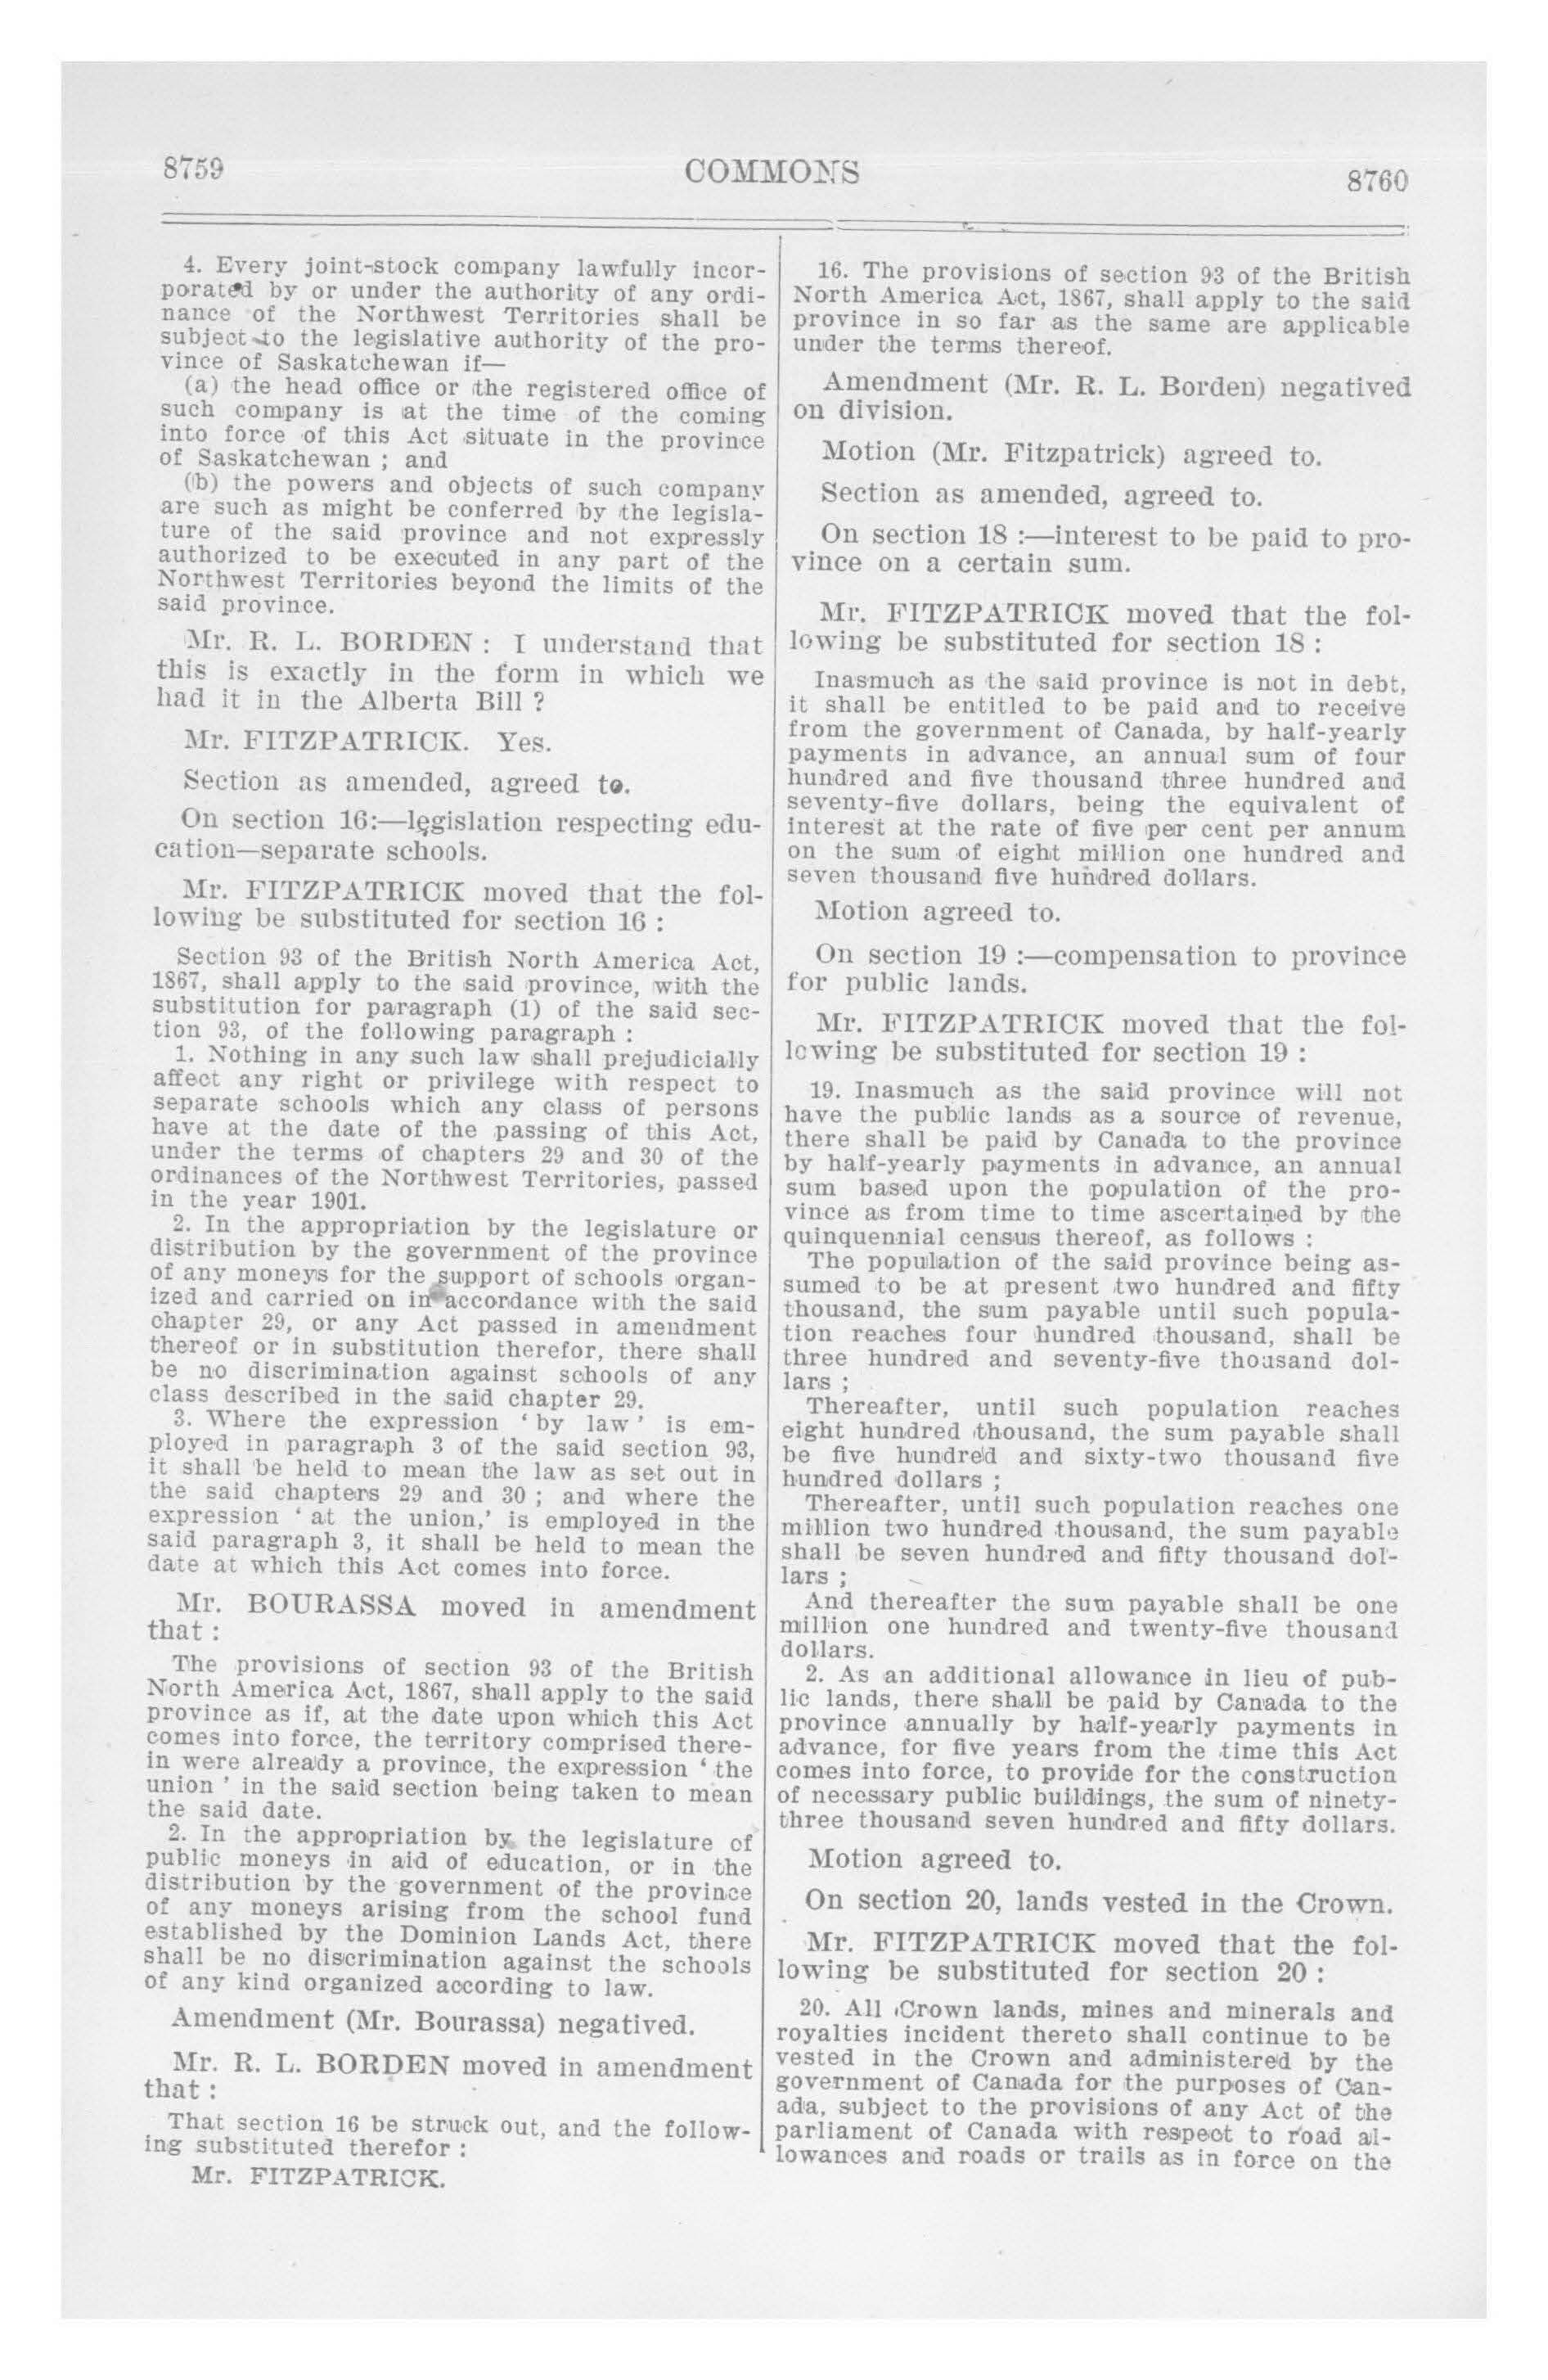 8759
COMMONS
8760
4. Every joint-stock company lawfully incor-
porated by or under the authority of any ordi-
nance of the Northwest Territories shall be
subject to the legislative authority of the pro-
vince of Saskatchewan if—
(a) the head office or the registered office of
such company is at the time of the coming
into force of this Act situate in the province
of Saskatchewan ; and
(b) the powers and objects of such company
are such as might be conferred by the legisla-
ture of the said province and not expressly
authorized to be executed in any part of the
Northwest Territories beyond the limits of the
said province.
Mr. R. L. BORDEN : I understand that
this is exactly in the form in which we
had it in the Alberta Bill ?
Mr. FITZPATRICK. Yes.
Section as amended, agreed to.
On section 16:—legislation respecting edu-
cation—separate schools.
Mr. FITZPATRICK moved that the fol-
lowing be substituted for section 16 :
Section 93 of the British North America Act,
1867, shall apply to the said province, with the
substitution for paragraph (1) of the said sec-
tion 93, of the following paragraph :
1. Nothing in any such law shall prejudicially
affect any right or privilege with respect to
separate schools which any class of persons
have at the date of the passing of this Act,
under the terms of chapters 29 and 30 of the
ordinances of the Northwest Territories, passed
in the year 1901.
2. In the appropriation by the legislature or
distribution by the government of the province
of any moneys for the support of schools organ-
ized and carried on in accordance with the said
chapter 29, or any Act passed in amendment
thereof or in substitution therefor, there shall
be no discrimination against schools of any
class described in the said chapter 29.
3. Where the expression ‘ by law ’ is em-
ployed in paragraph 3 of the said section 93,
it shall be held to mean the law as set out in
the said chapters 29 and 30 ; and where the
expression ‘ at the union,’ is employed in the
said paragraph 3, it shall be held to mean the
date at which this Act comes into force.
Mr. BOURASSA moved in amendment
that :
The provisions of section 93 of the British
North America Act, 1867, shall apply to the said
province as if, at the date upon which this Act
comes into force, the territory comprised there-
in were already a province, the expression ‘ the
union ’ in the said section being taken to mean
the said date.
2. In the appropriation by the legislature of
public moneys in aid of education, or in the
distribution by the government of the province
of any moneys arising from the school fund
established by the Dominion Lands Act, there
shall be no discrimination against the schools
of any kind organized according to law.
Amendment (Mr. Bourassa) negatived.
Mr. R. L. BORDEN moved in amendment
that :
That section 16 be struck out, and the follow-
ing substituted therefor :
Mr. FITZPATRICK.
16. The provisions of section 93 of the British
North America Act, 1867, shall apply to the said
province in so far as the same are applicable
under the terms thereof.
Amendment (Mr. R. L. Borden) negatived
on division.
Motion (Mr. Fitzpatrick) agreed to.
Section as amended, agreed to.
On section 18 :—interest to be paid to pro-
vince on a certain sum.
Mr. FITZPATRICK moved that the fol-
lowing be substituted for section 18 :
Inasmuch as the said province is not in debt,
it shall be entitled to be paid and to receive
from the government of Canada, by half-yearly
payments in advance, an annual sum of four
hundred and five thousand three hundred and
seventy-five dollars, being the equivalent of
interest at the rate of five per cent per annum
on the sum of eight million one hundred and
seven thousand five hundred dollars.
Motion agreed to.
On section 19 :—compensation to province
for public lands.
Mr. FITZPATRICK moved that the fol-
lowing be substituted for section 19 :
19. Inasmuch as the said province will not
have the public lands as a source of revenue,
there shall be paid by Canada to the province
by half-yearly payments in advance, an annual
sum based upon the population of the pro-
vince as from time to time ascertained by the
quinquennial census thereof, as follows :
The population of the said province being as-
sumed to be at present two hundred and fifty
thousand, the sum payable until such popula-
tion reaches four hundred thousand, shall be
three hundred and seventy-five thousand dol-
lars ;
Thereafter, until such population reaches
eight hundred thousand, the sum payable shall
be five hundred and sixty-two thousand five
hundred dollars ;
Thereafter, until such population reaches one
million two hundred thousand, the sum payable
shall be seven hundred and fifty thousand dol-
lars ;
And thereafter the sum payable shall be one
million one hundred and twenty-five thousand
dollars.
2. As an additional allowance in lieu of pub-
lic lands, there shall be paid by Canada to the
province annually by half-yearly payments in
advance, for five years from the time this Act
comes into force, to provide for the construction
of necessary public buildings, the sum of ninety-
three thousand seven hundred and fifty dollars.
Motion agreed to.
On section 20, lands vested in the Crown.
Mr. FITZPATRICK moved that the fol-
lowing be substituted for section 20 :
20. All Crown lands, mines and minerals and
royalties incident thereto shall continue to be
vested in the Crown and administered by the
government of Canada for the purposes of Can-
ada, subject to the provisions of any Act of the
parliament of Canada with respect to road al-
lowances and roads or trails as in force on the